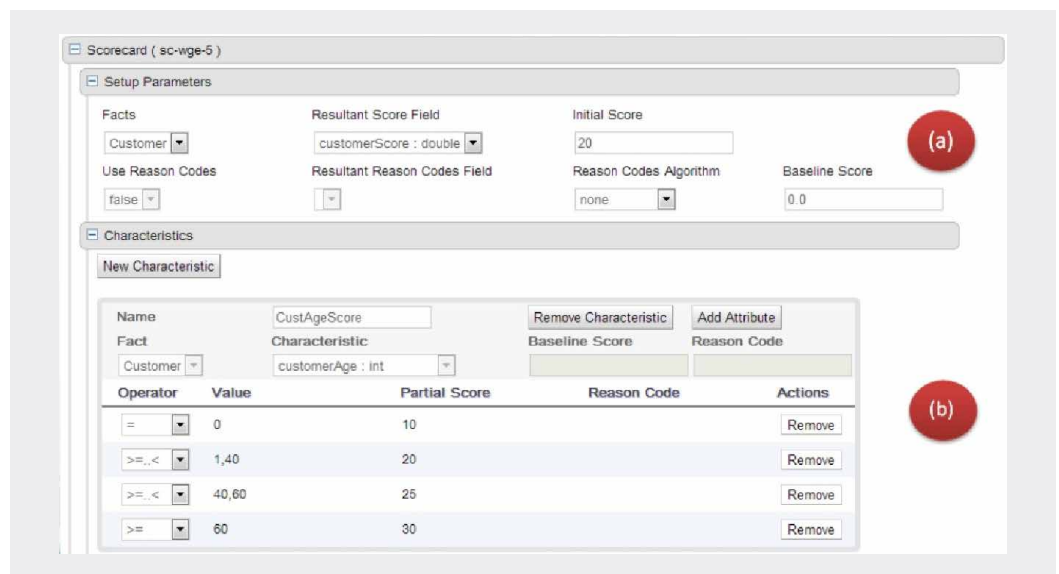 Scorecard ( sc-wge-5 )
Setup Parameters
Facts Resultant Score Field Initial Score
Customer customerScore : double 20
(a)
Use Reason Codes Resultant Reason Codes Field Reason Codes Algorithm Baseline Score
false none 0.0
Characteristics
New Characteristic
Name CustAgeScore Remove Characteristic Add Attribute
Fact Characteristic Baseline Score Reason Code
Customer customerAge : int
Operator Value Partial Score Reason Code Actions
(b)
= 0 10 Remove
>=..< 1,40 20 Remove
>=..< 40,60 25 Remove
>= 60 30 Remove